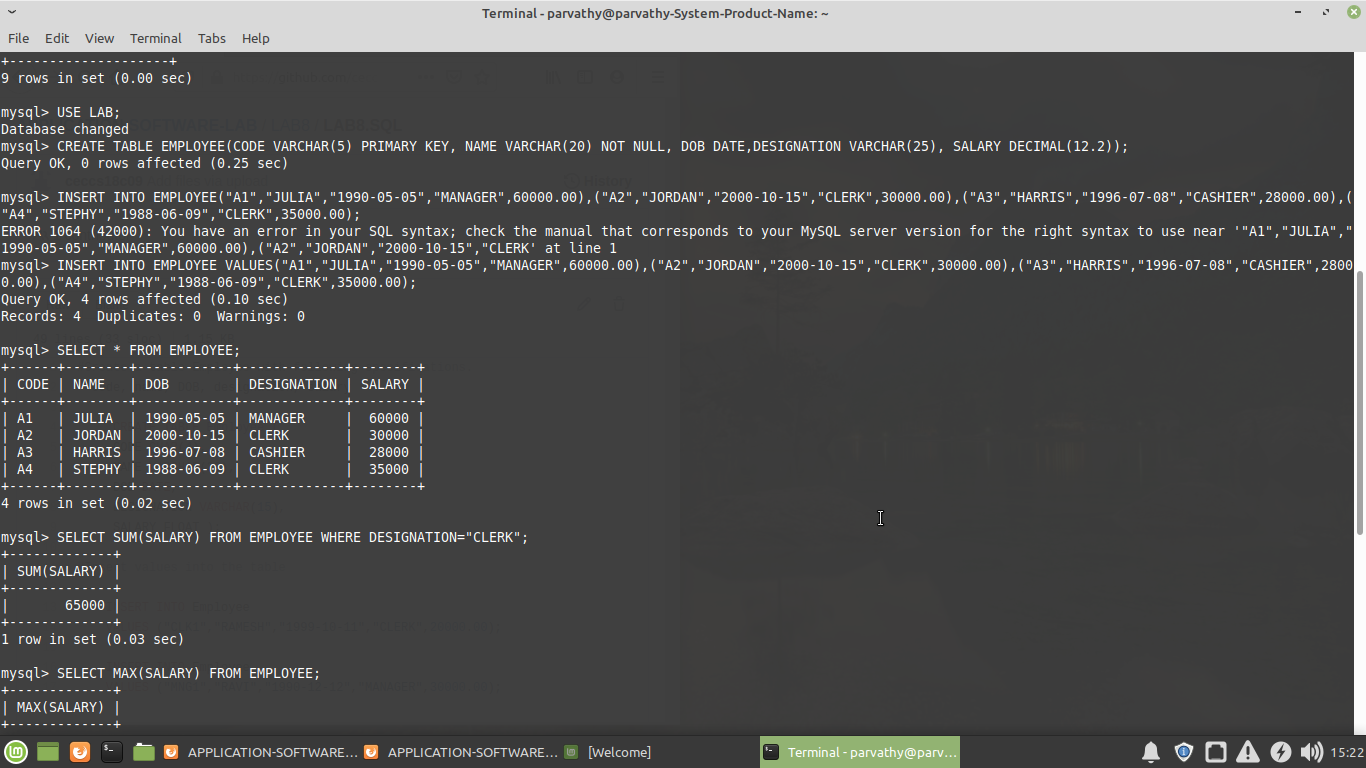 Terminal - parvathy@parvathy-System-Product-Name: ~
File Edit View Terminal Tabs Help
+--------------------+
9 rows in set (0.00 sec)
mysql> USE LAB;
Database changed
mysql> CREATE TABLE EMPLOYEE(CODE VARCHAR(5) PRIMARY KEY, NAME VARCHAR(20) NOT NULL, DOB DATE,DESIGNATION VARCHAR(25), SALARY DECIMAL(12.2));
Query OK, 0 rows affected (0.25 sec)
mysql> INSERT INTO EMPLOYEE("A1","JULIA","1990-05-05","MANAGER",60000.00),("A2","JORDAN","2000-10-15","CLERK",30000.00),("A3","HARRIS","1996-07-08","CASHIER",28000.00),(
"A4","STEPHY","1988-06-09","CLERK",35000.00);
ERROR 1064 (42000): You have an error in your SQL syntax; check the manual that corresponds to your MySQL server version for the right syntax to use near '"A1","JULIA","
1990-05-05","MANAGER",60000.00),("A2","JORDAN","2000-10-15","CLERK' at line 1
mysql> INSERT INTO EMPLOYEE VALUES("A1","JULIA","1990-05-05","MANAGER",60000.00),("A2","JORDAN","2000-10-15","CLERK",30000.00),("A3","HARRIS","1996-07-08","CASHIER",2800
0.00),("A4","STEPHY","1988-06-09","CLERK",35000.00);
Query OK, 4 rows affected (0.10 sec)
Records: 4  Duplicates: 0  Warnings: 0
mysql> SELECT * FROM EMPLOYEE;
+------+--------+------------+-------------+--------+
| CODE | NAME   | DOB        | DESIGNATION | SALARY |
+------+--------+------------+-------------+--------+
| A1   | JULIA  | 1990-05-05 | MANAGER     |  60000 |
| A2   | JORDAN | 2000-10-15 | CLERK       |  30000 |
| A3   | HARRIS | 1996-07-08 | CASHIER     |  28000 |
| A4   | STEPHY | 1988-06-09 | CLERK       |  35000 |
+------+--------+------------+-------------+--------+
4 rows in set (0.02 sec)
mysql> SELECT SUM(SALARY) FROM EMPLOYEE WHERE DESIGNATION="CLERK";
+-------------+
| SUM(SALARY) |
+-------------+
|       65000 |
+-------------+
1 row in set (0.03 sec)
mysql> SELECT MAX(SALARY) FROM EMPLOYEE;
+-------------+
| MAX(SALARY) |
+-------------+
APPLICATION-SOFTWARE... APPLICATION-SOFTWARE... [Welcome] Terminal - parvathy@parv... 15:22